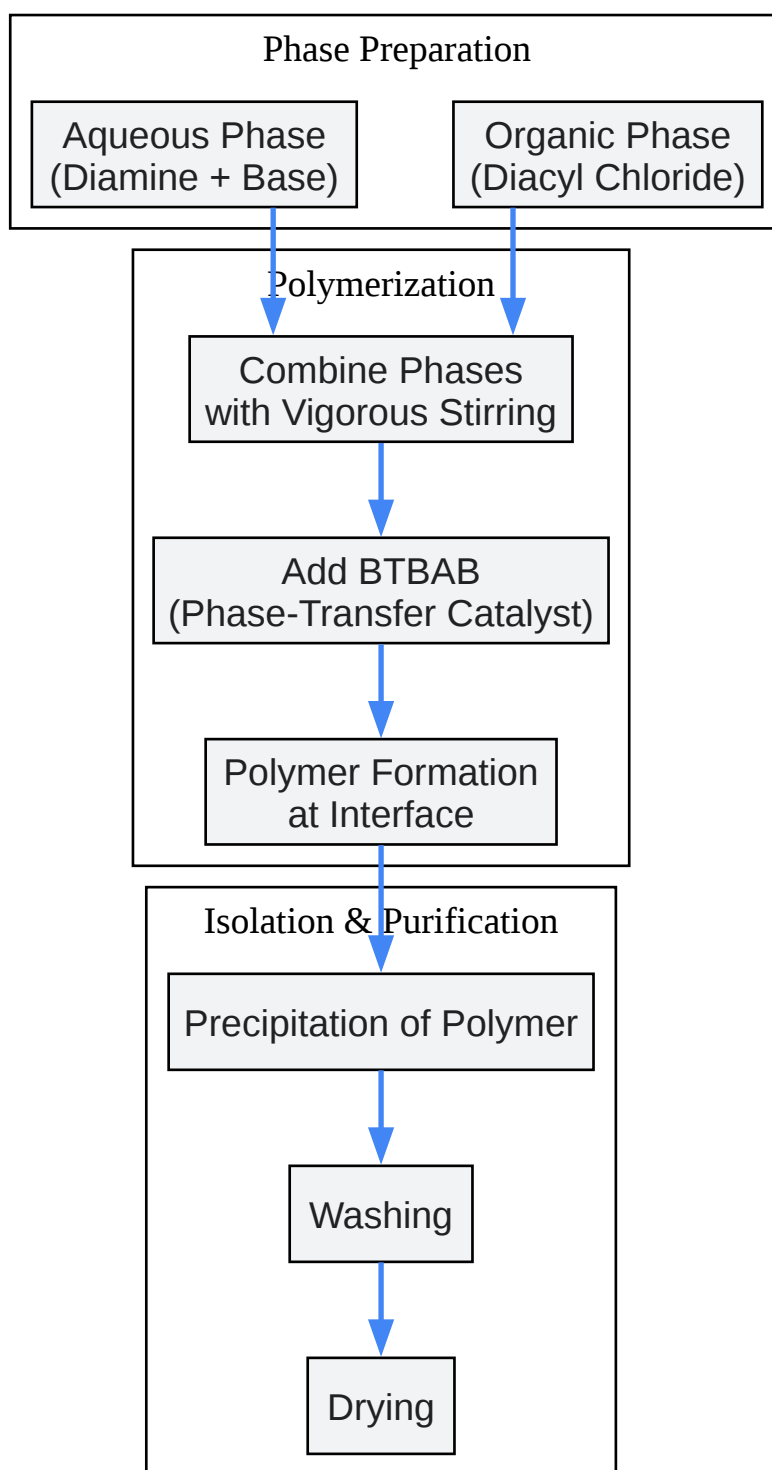 Phase Preparation
Aqueous Phase
(Diamine + Base)
Organic Phase
(Diacyl Chloride)
Polymerization
Combine Phases
with Vigorous Stirring
Add BTBAB
(Phase-Transfer Catalyst)
Polymer Formation
at Interface
Isolation & Purification
Precipitation of Polymer
Washing
Drying